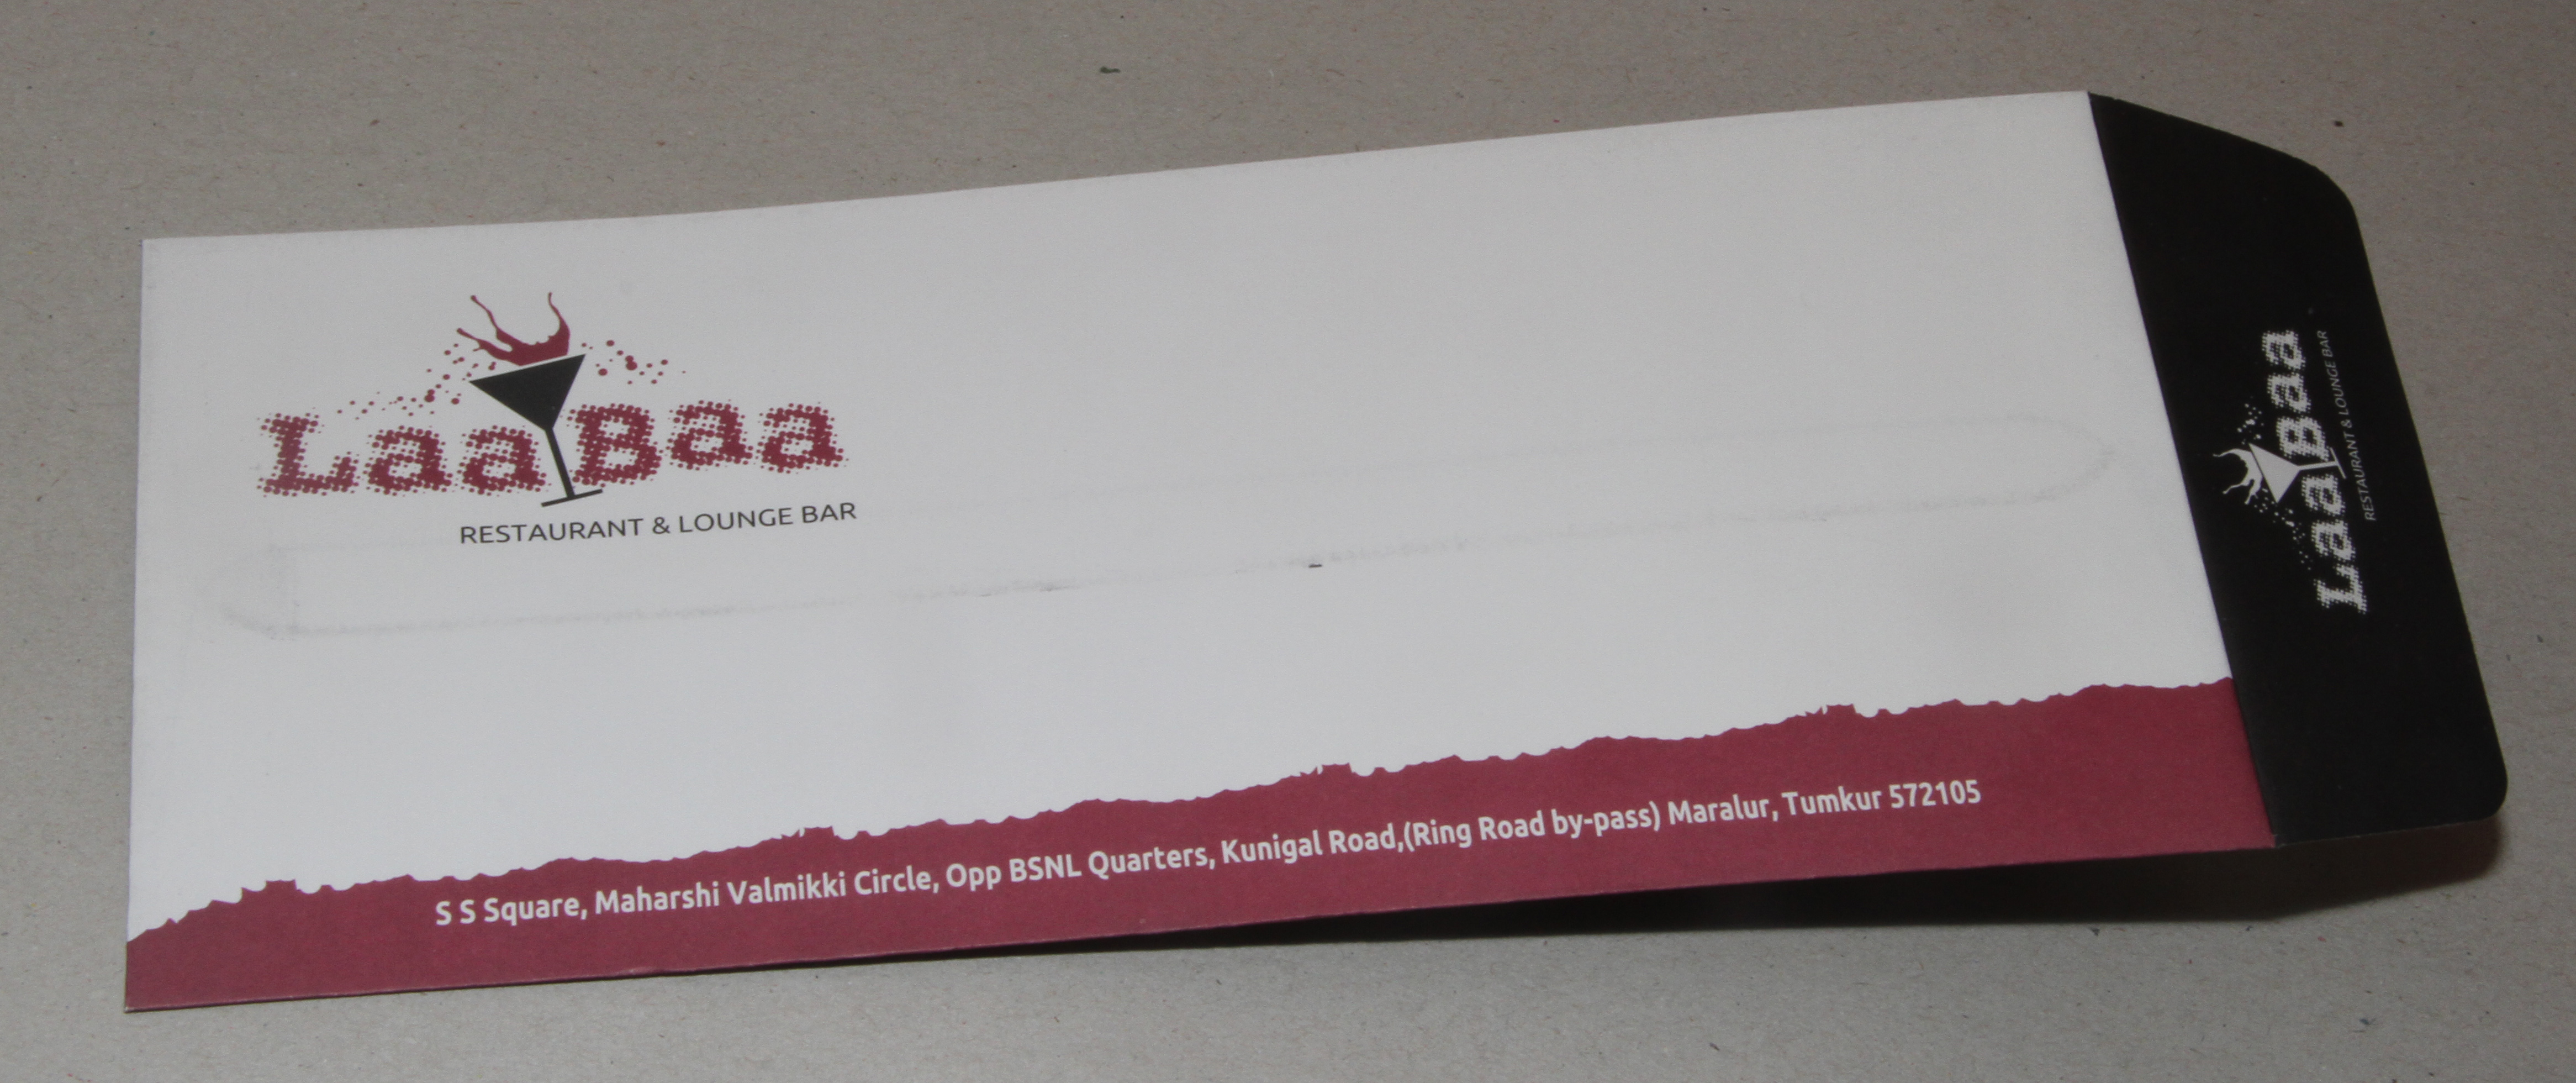 LaaBaa
RESTAURANT & LOUNGE BAR
S S Square, Maharshi Valmikki Circle, Opp BSNL Quarters, Kunigal Road,(Ring Road by-pass) Maralur, Tumkur 572105
LaaBaa
RESTAURANT & LOUNGE BAR